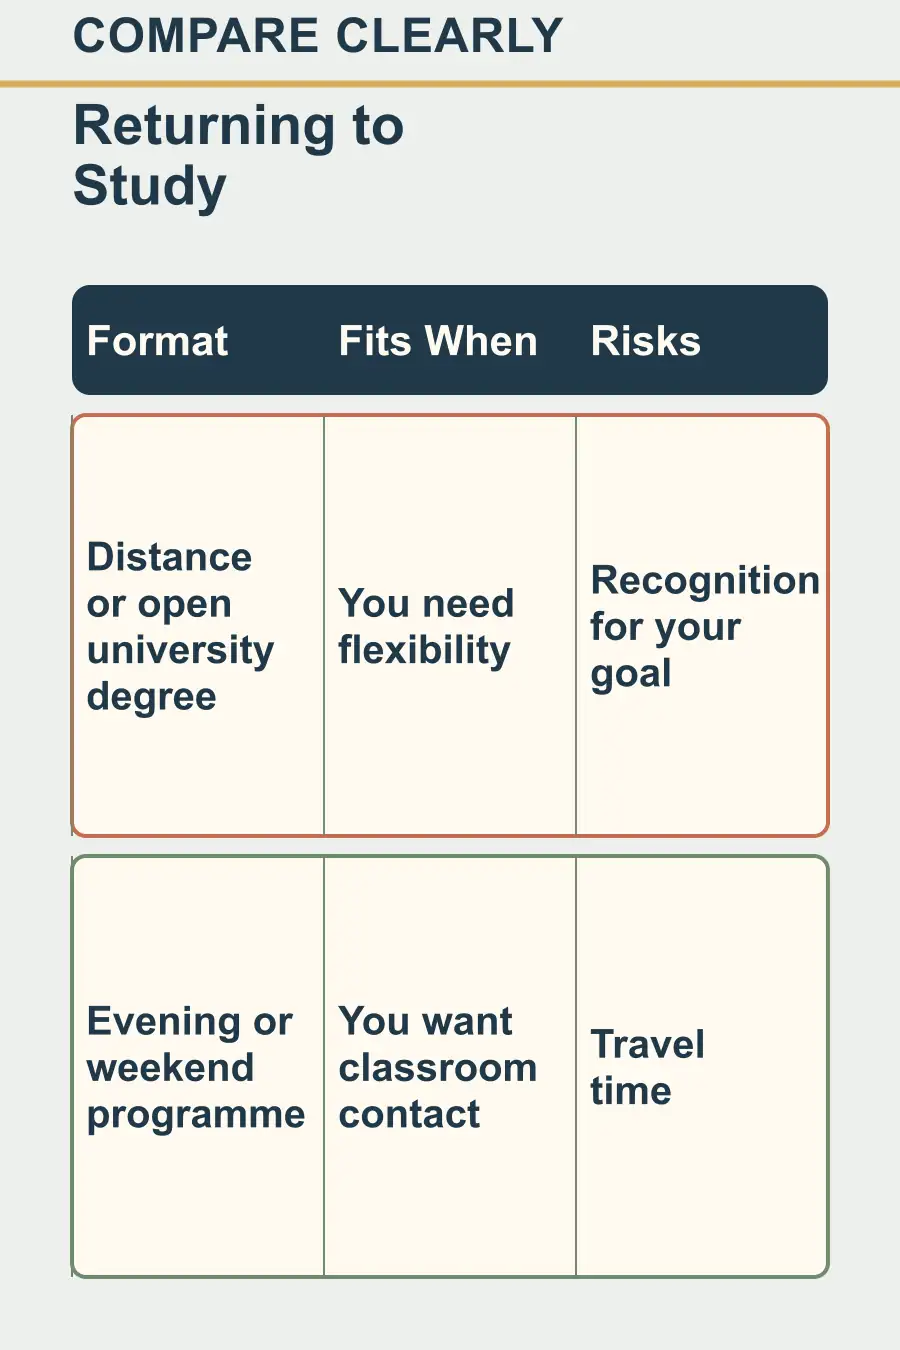 COMPARE CLEARLY
Returning to
Study
Format
Fits When
Risks
Distance
or open
university
degree
You need
flexibility
Recognition
for your
goal
Evening or
weekend
programme
You want
classroom
contact
Travel
time